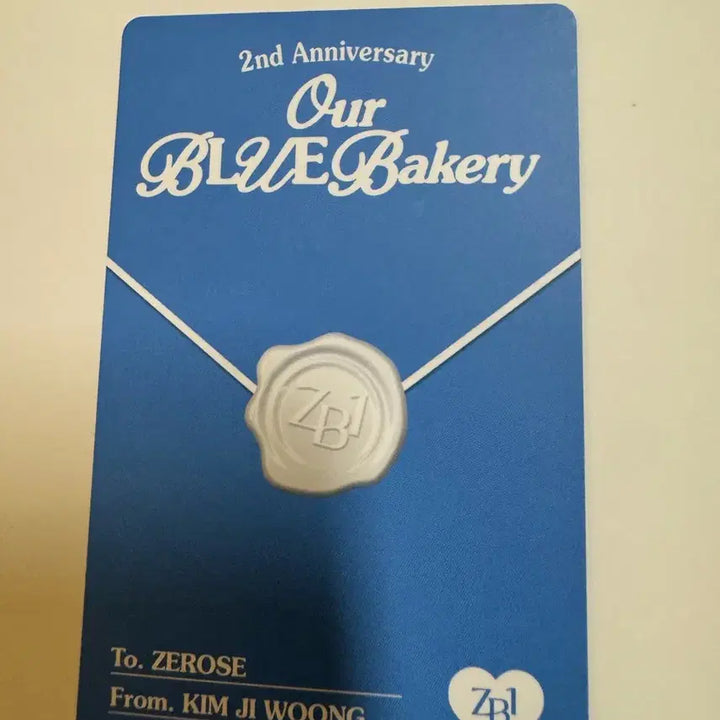 2nd Anniversary
Our
BLUE Bakery
ZB1
To. ZEROSE
From. KIM JI WOONG
ZB1